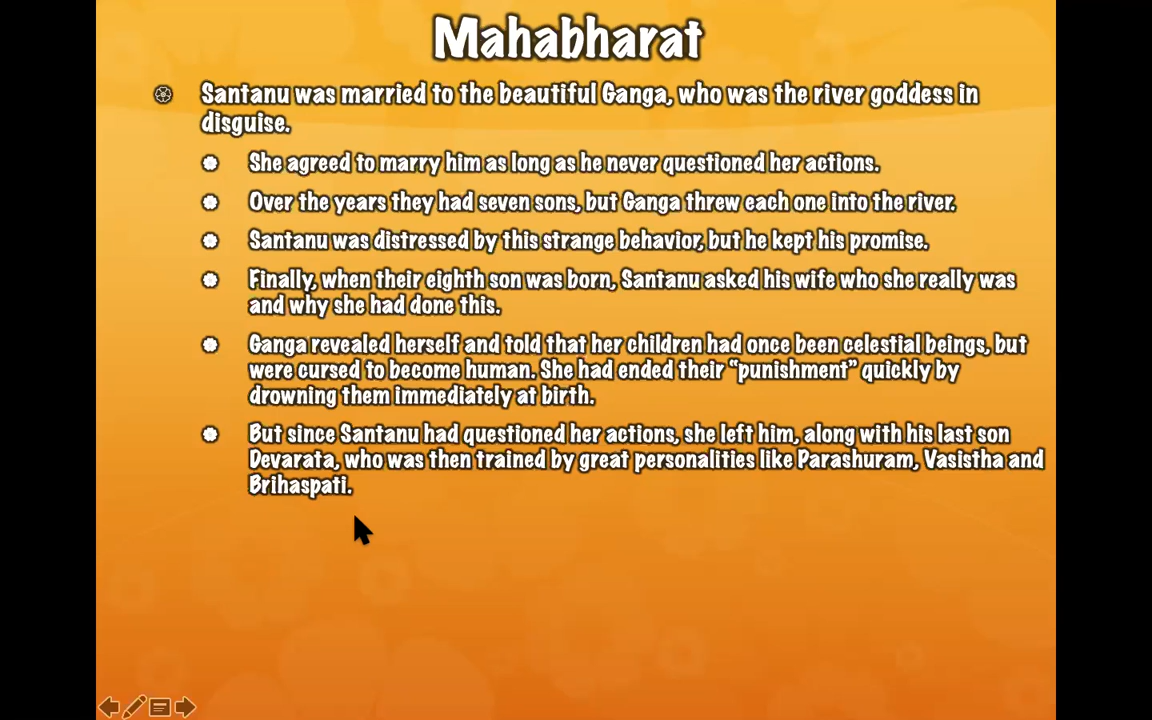 Mahabharat
Santanu was married to the beautiful Ganga, who was the river goddess in
disguise.
She agreed to marry him as long as he never questioned her actions.
Over the years they had seven sons, but Ganga threw each one into the river.
Santanu was distressed by this strange behavior, but he kept his promise.
Finally, when their eighth son was born, Santanu asked his wife who she really was
and why she had done this.
Ganga revealed herself and told that her children had once been celestial beings, but
were cursed to become human. She had ended their “punishment” quickly by
drowning them immediately at birth.
But since Santanu had questioned her actions, she left him, along with his last son
Devarata, who was then trained by great personalities like Parashuram, Vasistha and
Brihaspati.